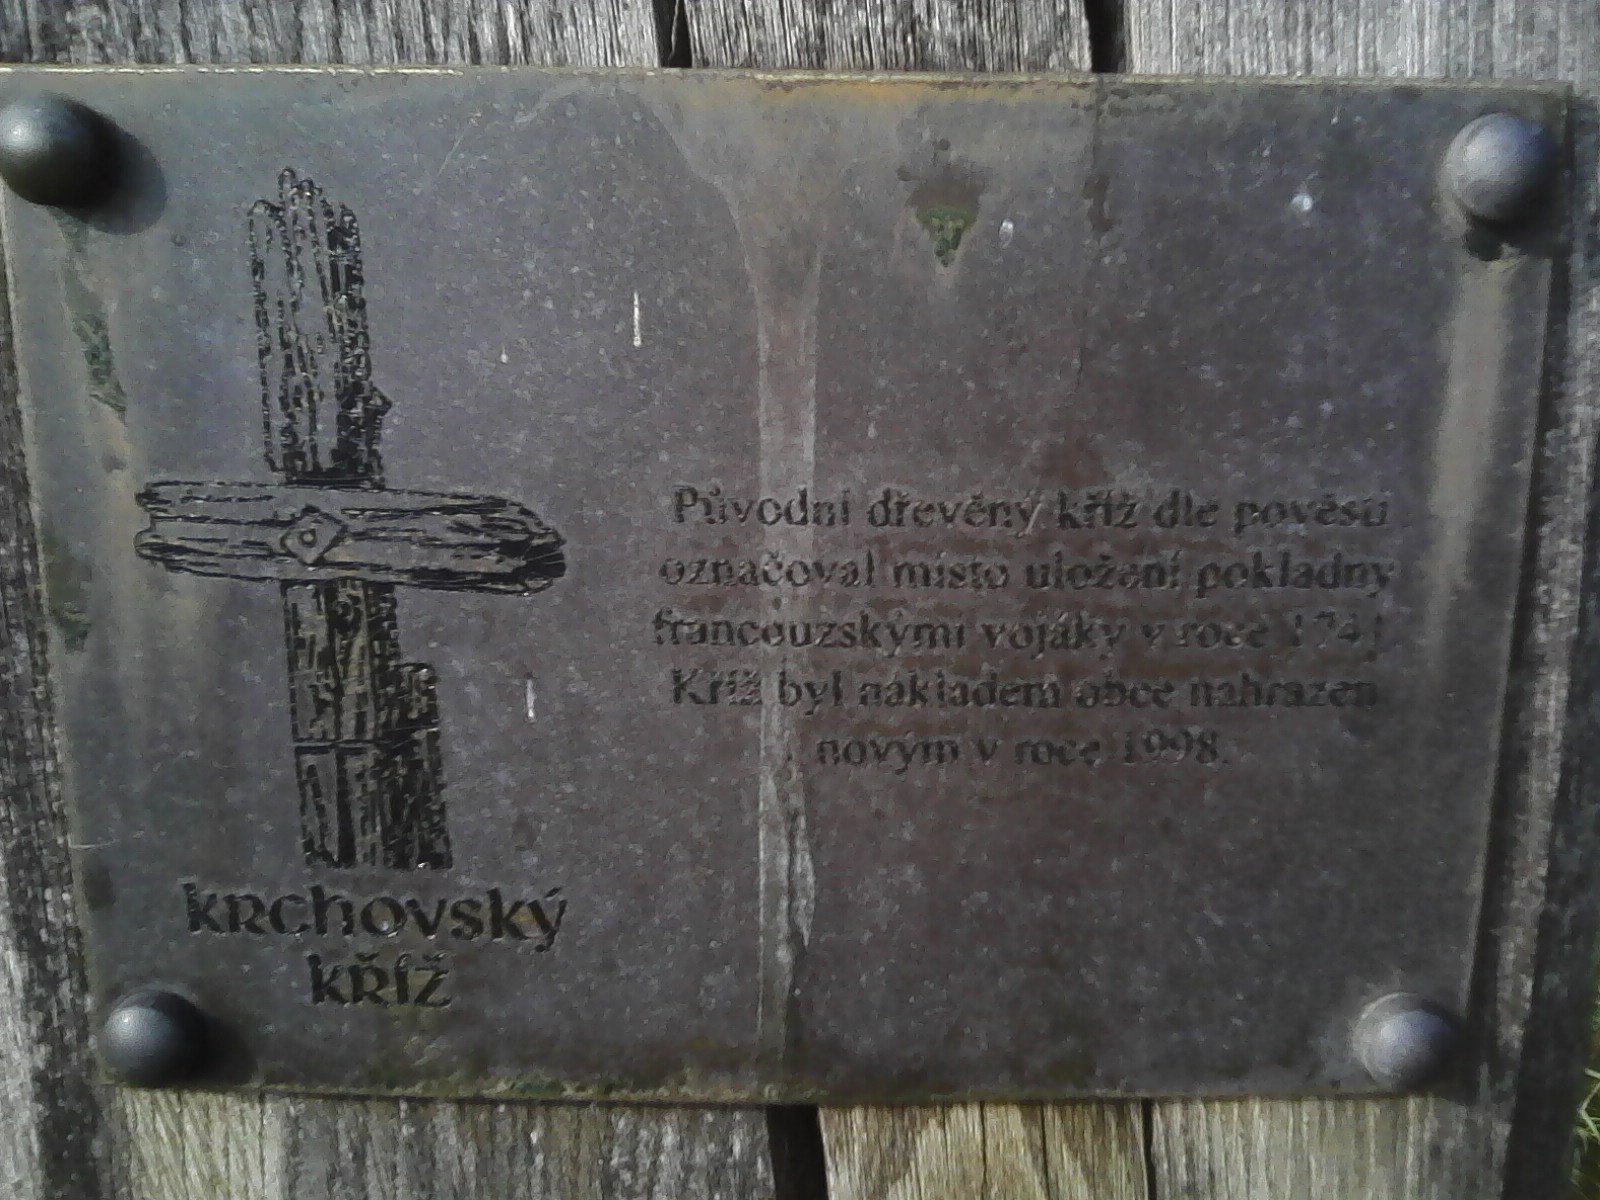 Původní dřevěný kříž dle pověsti
označoval místo uložení pokladny
francouzskými vojáky v roce 1741
Kříž byl nákladem obce nahrazen
novým v roce 1998.
KRCHOVSKÝ
KŘÍŽ